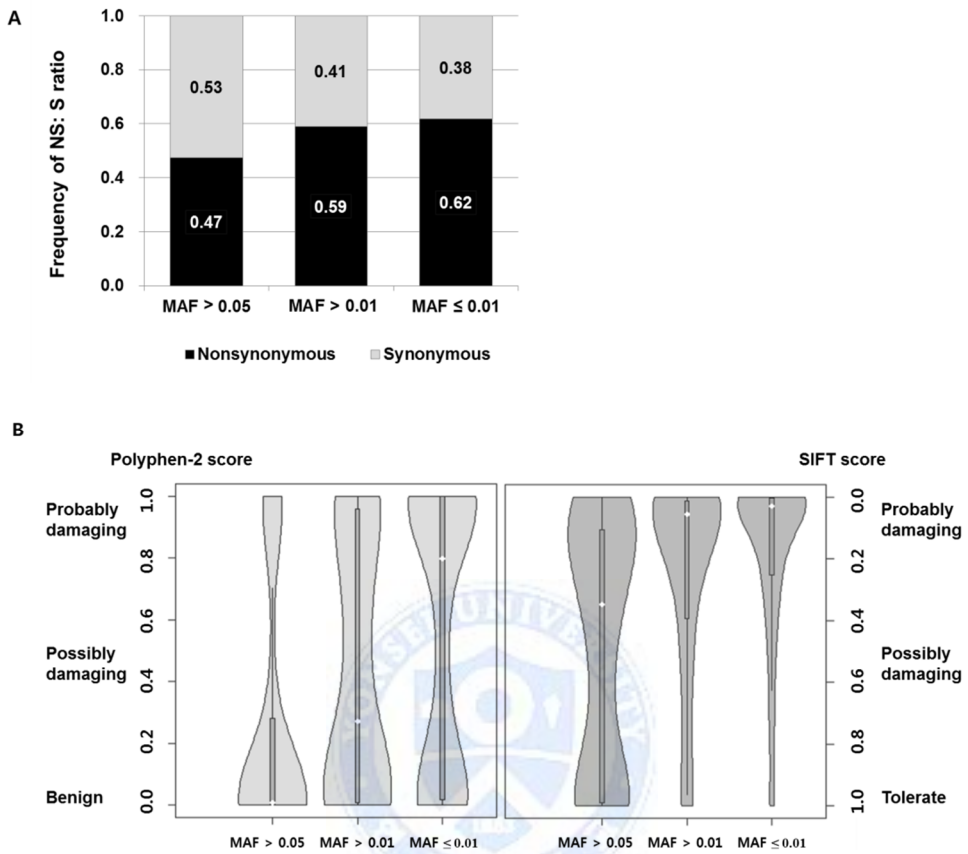 A
Frequency of NS: S ratio
1.0
0.8
0.6
0.4
0.2
0.0
0.53
0.41
0.38
0.47
0.59
0.62
MAF > 0.05
MAF > 0.01
MAF ≤ 0.01
Nonsynonymous
Synonymous
B
Polyphen-2 score
SIFT score
Probably
damaging
Possibly
damaging
Benign
1.0
0.8
0.6
0.4
0.2
0.0
0.0
0.2
0.4
0.6
0.8
1.0
Probably
damaging
Possibly
damaging
Tolerate
YONSEI UNIVERSITY
MAF > 0.05
MAF > 0.01
MAF ≤ 0.01
MAF > 0.05
MAF > 0.01
MAF ≤ 0.01